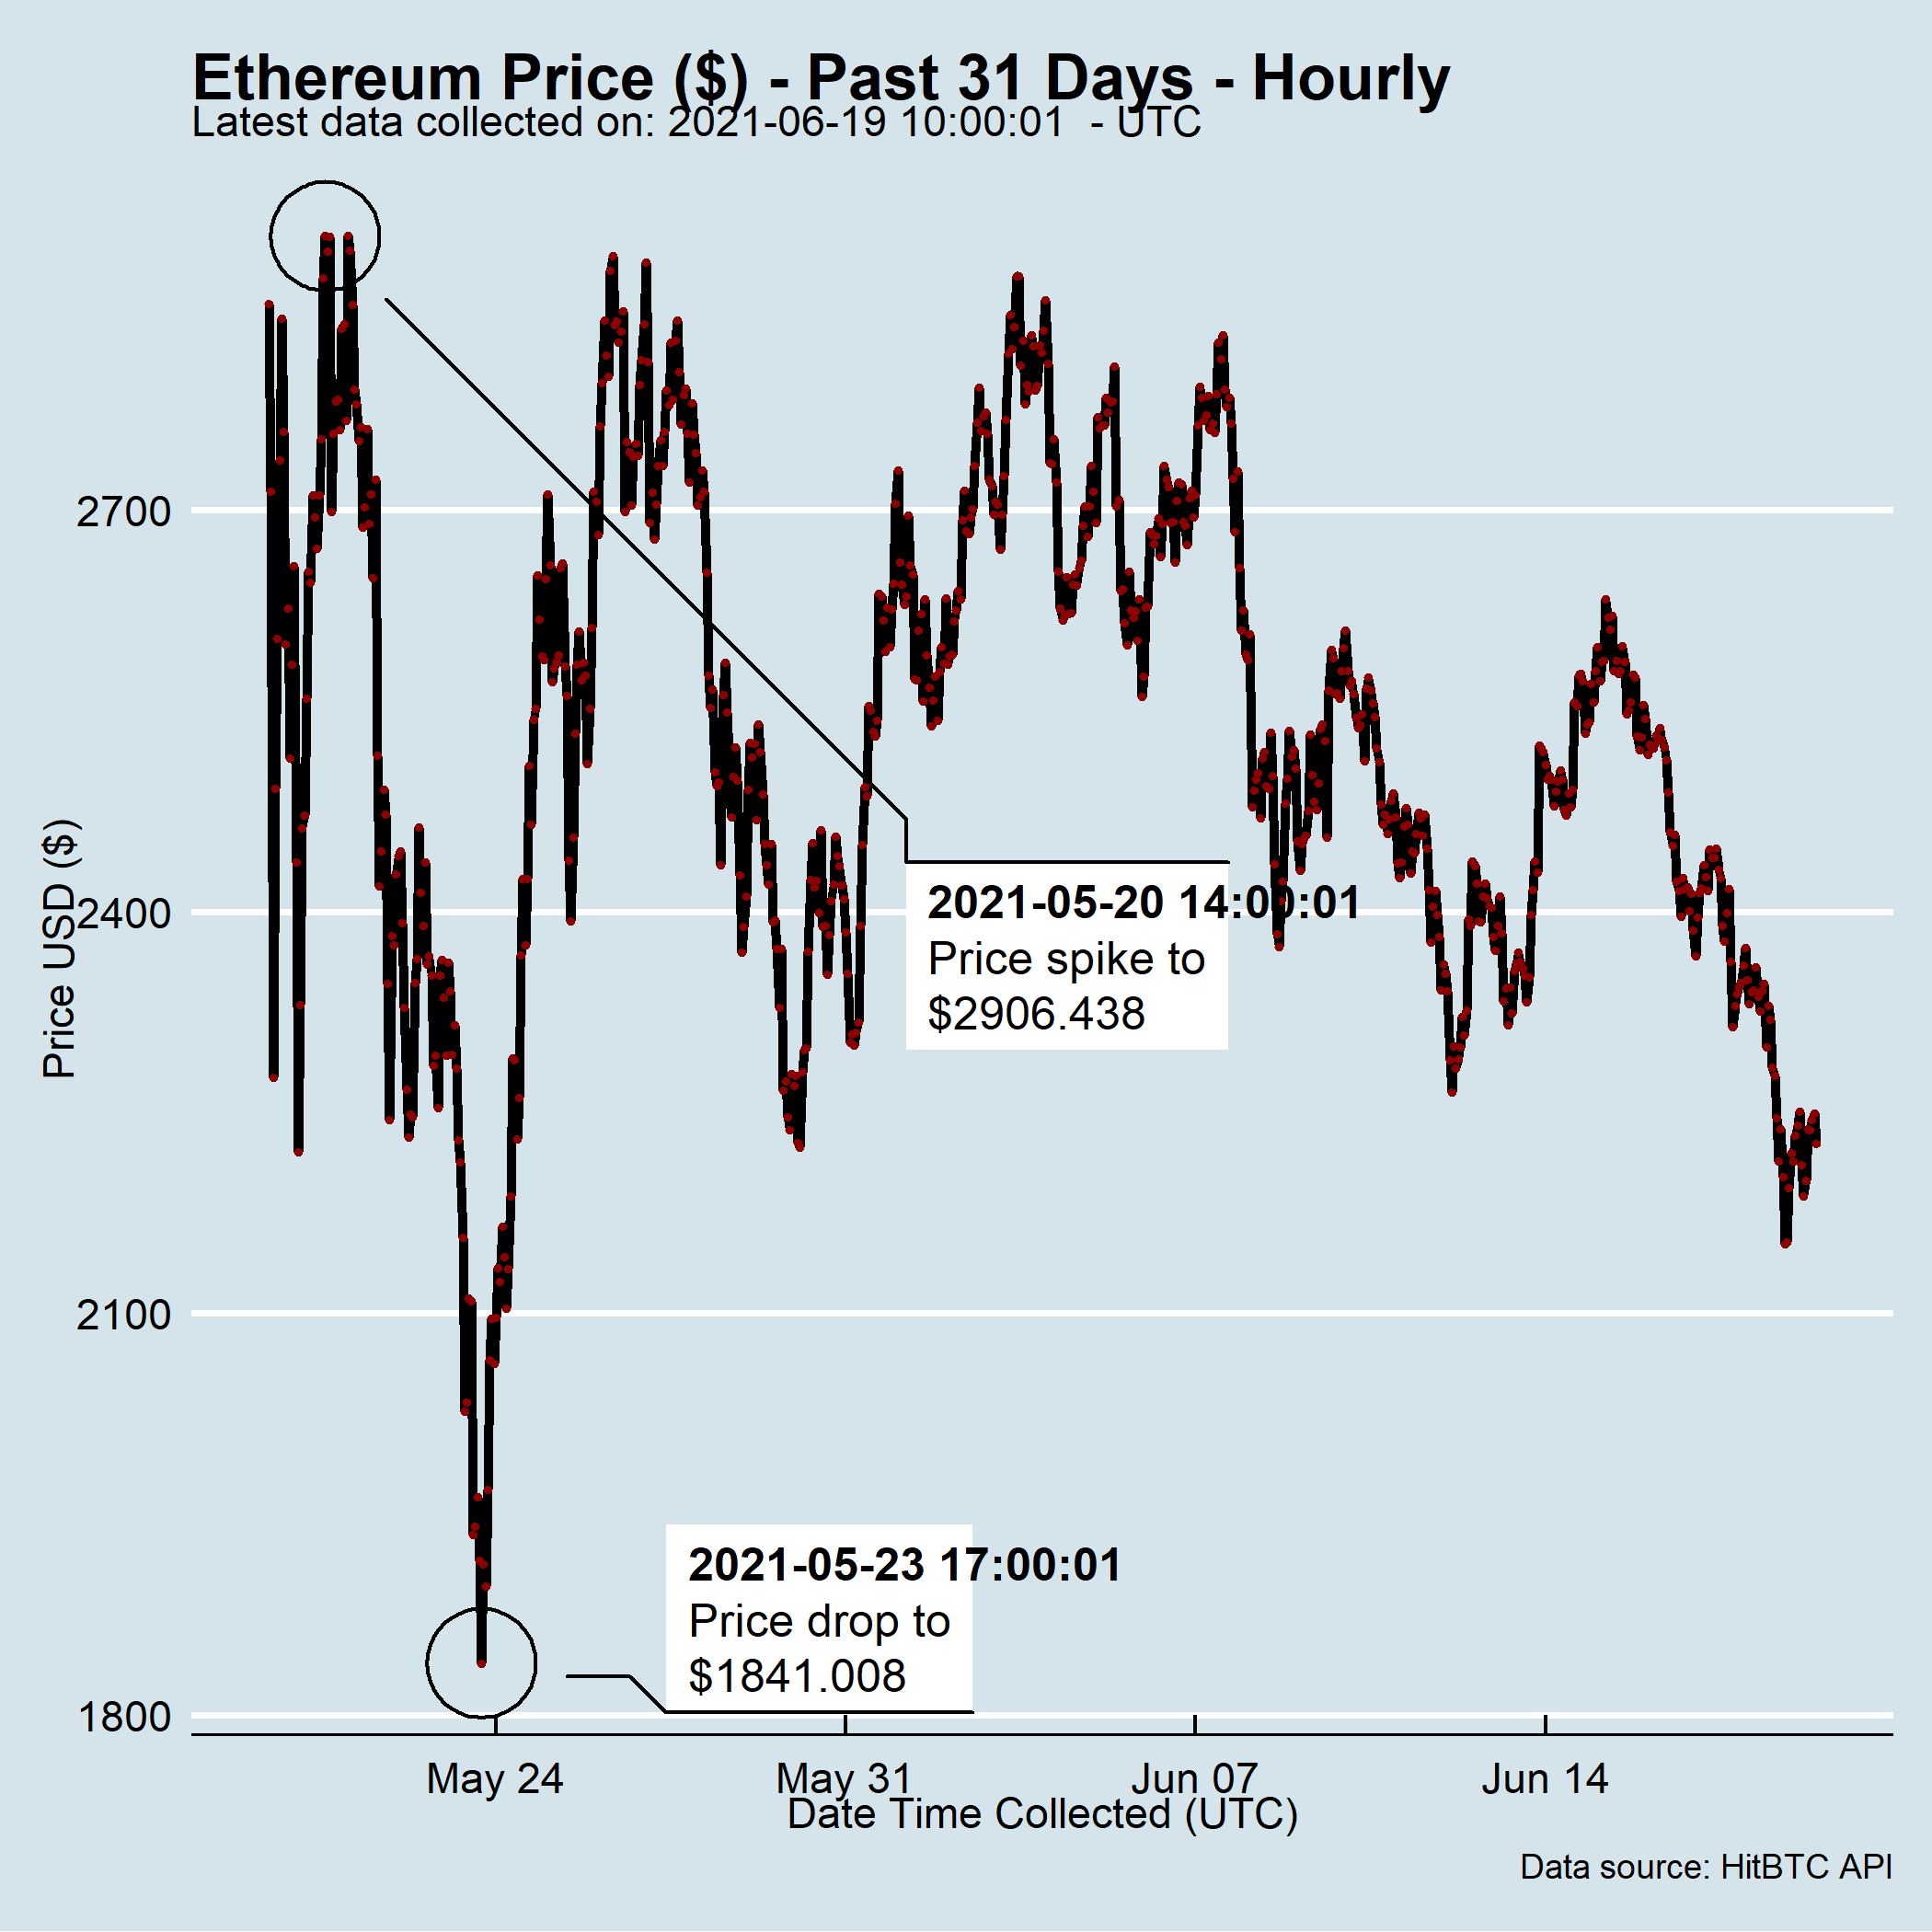 Ethereum Price ($) - Past 31 Days - Hourly
Latest data collected on: 2021-06-19 10:00:01  - UTC
Price USD ($)
2700
2400
2100
1800
2021-05-20 14:00:01
Price spike to
$2906.438
2021-05-23 17:00:01
Price drop to
$1841.008
May 24 May 31 Jun 07 Jun 14
Date Time Collected (UTC)
Data source: HitBTC API